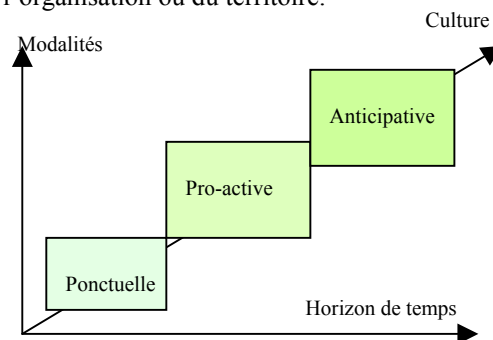 l'organisation ou du territoire.
Culture
Modalités
Anticipative
Pro-active
Ponctuelle
Horizon de temps